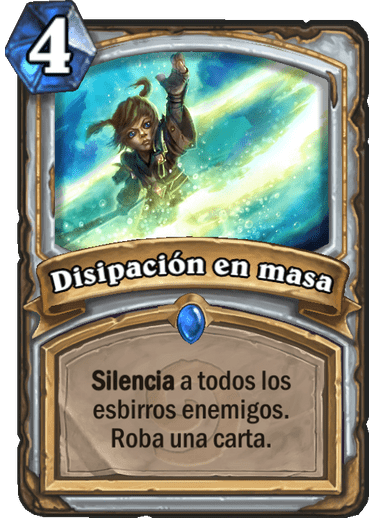 4
Disipación en masa
Silencia a todos los
esbirros enemigos.
Roba una carta.